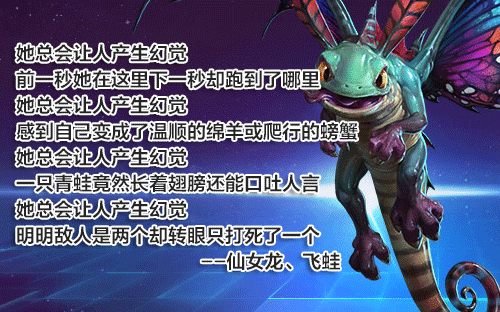 她总会让人产生幻觉
前一秒她在这里下一秒却跑到了哪里
她总会让人产生幻觉
感到自己变成了温顺的绵羊或爬行的螃蟹
她总会让人产生幻觉
一只青蛙竟然长着翅膀还能口吐人言
她总会让人产生幻觉
明明敌人是两个却转眼只打死了一个
——仙女龙、飞蛙